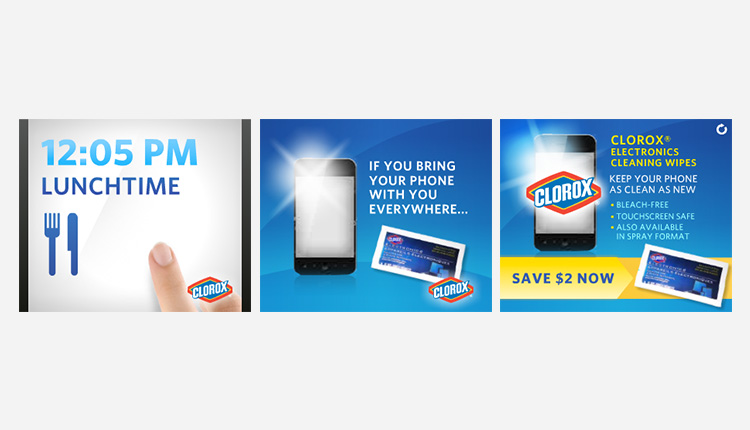 12:05 PM
LUNCHTIME
CLOROX
IF YOU BRING
YOUR PHONE
WITH YOU
EVERYWHERE...
CLOROX
CLOROX
CLOROX®
ELECTRONICS
CLEANING WIPES
KEEP YOUR PHONE
AS CLEAN AS NEW
• BLEACH-FREE
• TOUCHSCREEN SAFE
• ALSO AVAILABLE
IN SPRAY FORMAT
CLOROX
SAVE $2 NOW